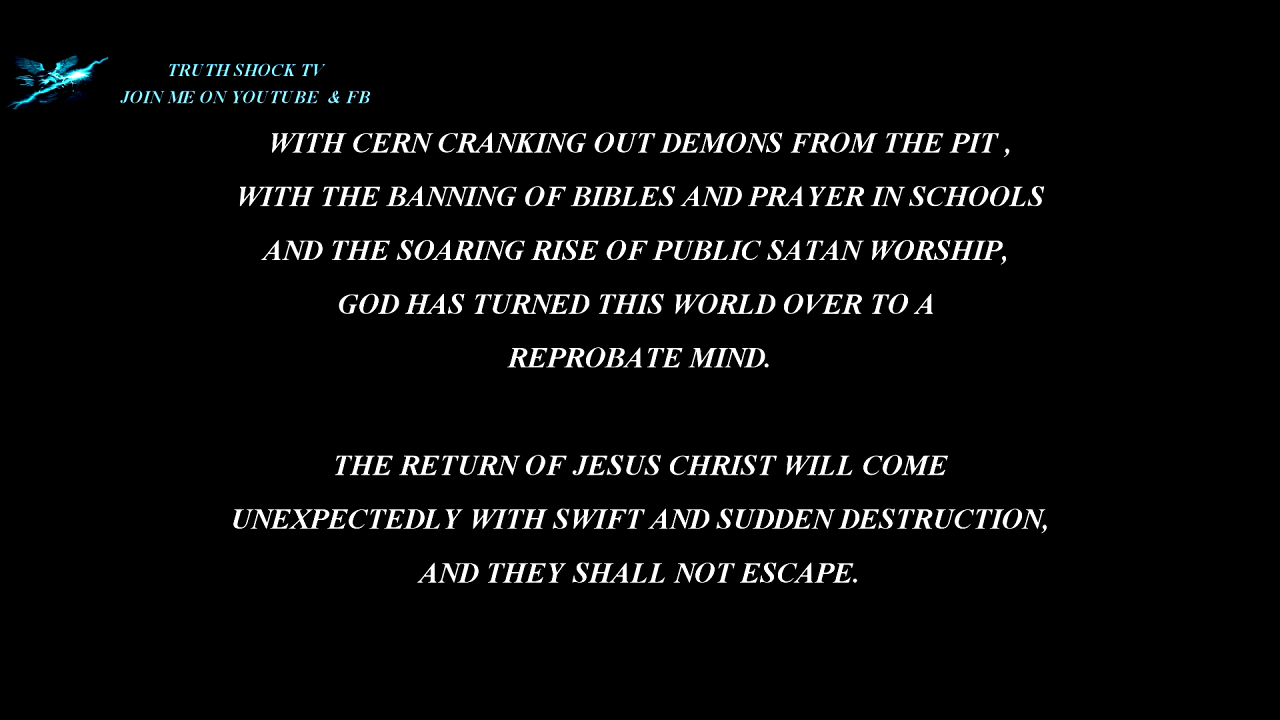 TRUTH SHOCK TV
JOIN ME ON YOUTUBE & FB
WITH CERN CRANKING OUT DEMONS FROM THE PIT ,
WITH THE BANNING OF BIBLES AND PRAYER IN SCHOOLS
AND THE SOARING RISE OF PUBLIC SATAN WORSHIP,
GOD HAS TURNED THIS WORLD OVER TO A
REPROBATE MIND.
THE RETURN OF JESUS CHRIST WILL COME
UNEXPECTEDLY WITH SWIFT AND SUDDEN DESTRUCTION,
AND THEY SHALL NOT ESCAPE.